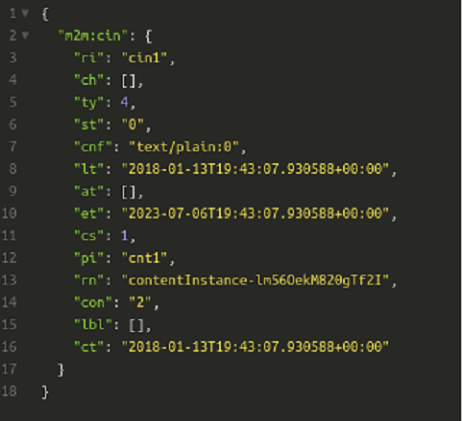 1 {
2 "m2m:cin": {
3 "ri": "cin1",
4 "ch": [],
5 "ty": 4,
6 "st": "0",
7 "cnf": "text/plain:0",
8 "lt": "2018-01-13T19:43:07.930588+00:00",
9 "at": [],
10 "et": "2023-07-06T19:43:07.930588+00:00",
11 "cs": 1,
12 "pi": "cnt1",
13 "rn": "contentInstance-lm56OekM820gTf2I",
14 "con": "2",
15 "lbl": [],
16 "ct": "2018-01-13T19:43:07.930588+00:00"
17 }
18 }